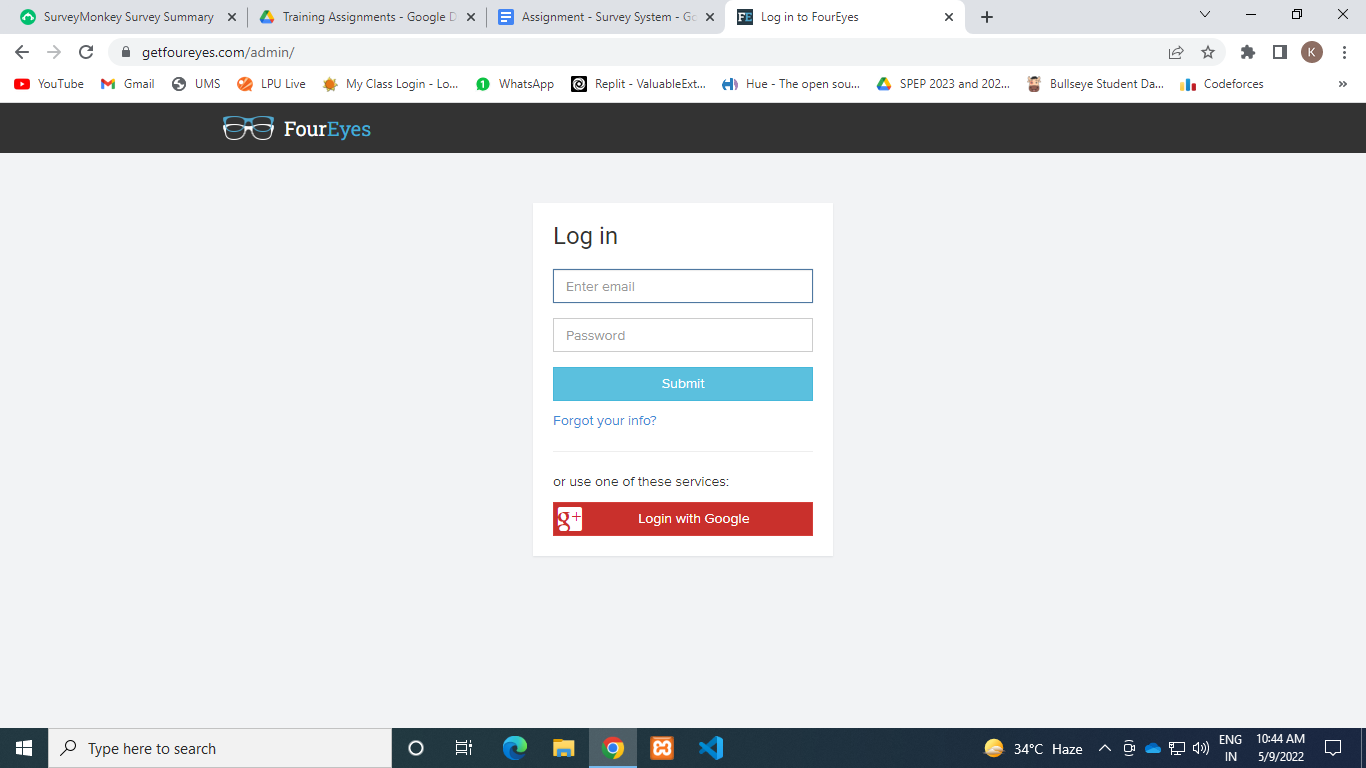 SurveyMonkey Survey Summary
Training Assignments - Google D
Assignment - Survey System - Go
Log in to FourEyes
getfoureyes.com/admin/
K
YouTube
Gmail
UMS
LPU Live
My Class Login - Lo...
WhatsApp
Replit - ValuableExt...
Hue - The open sou...
SPEP 2023 and 202...
Bullseye Student Da...
Codeforces
»
FourEyes
Log in
Enter email
Password
Submit
Forgot your info?
or use one of these services:
g+ Login with Google
Type here to search
34°C Haze
ENG
IN
10:44 AM
5/9/2022